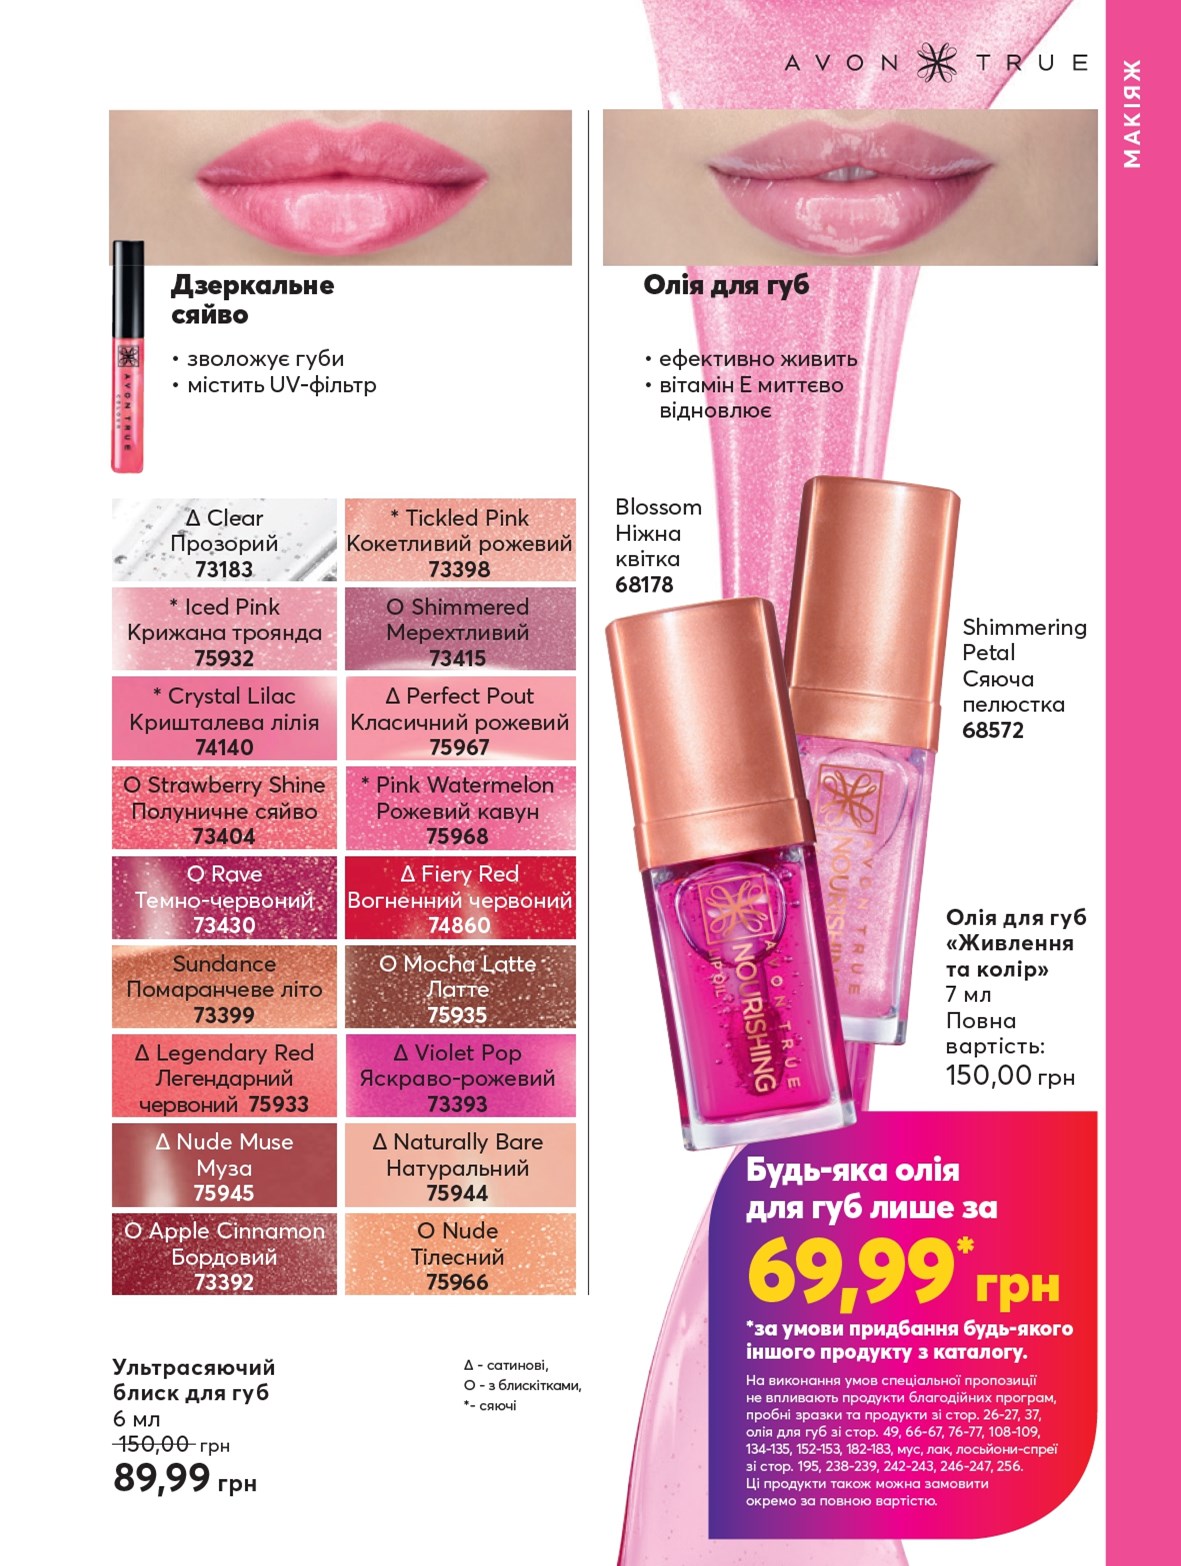 AVON TRUE
МАКІЯЖ
Дзеркальне
сяйво
• зволожує губи
• містить UV-фільтр
AVON TRUE
Δ Clear
Прозорий
73183
* Tickled Pink
Кокетливий рожевий
73398
* Iced Pink
Крижана троянда
75932
O Shimmered
Мерехтливий
73415
* Crystal Lilac
Кришталева лілія
74140
Δ Perfect Pout
Класичний рожевий
75967
O Strawberry Shine
Полуничне сяйво
73404
* Pink Watermelon
Рожевий кавун
75968
O Rave
Темно-червоний
73430
Δ Fiery Red
Вогненний червоний
74860
Sundance
Помаранчеве літо
73399
O Mocha Latte
Латте
75935
Δ Legendary Red
Легендарний
червоний 75933
Δ Violet Pop
Яскраво-рожевий
73393
Δ Nude Muse
Муза
75945
Δ Naturally Bare
Натуральний
75944
O Apple Cinnamon
Бордовий
73392
O Nude
Тілесний
75966
Ультрасяючий
блиск для губ
6 мл
150,00 грн
89,99 грн
Δ - сатинові,
O - з блискітками,
*- сяючі
Олія для губ
• ефективно живить
• вітамін Е миттєво
відновлює
Blossom
Ніжна
квітка
68178
Shimmering
Petal
Сяюча
пелюстка
68572
AVON TRUE
NOURISHING
LIP OIL
AVON TRUE
NOURISHING
Олія для губ
«Живлення
та колір»
7 мл
Повна
вартість:
150,00 грн
Будь-яка олія
для губ лише за
69,99* грн
*за умови придбання будь-якого
іншого продукту з каталогу.
На виконання умов спеціальної пропозиції
не впливають продукти благодійних програм,
пробні зразки та продукти зі стор. 26-27, 37,
олія для губ зі стор. 49, 66-67, 76-77, 108-109,
134-135, 152-153, 182-183, мус, лак, лосьйони-спреї
зі стор. 195, 238-239, 242-243, 246-247, 256.
Ці продукти також можна замовити
окремо за повною вартістю.